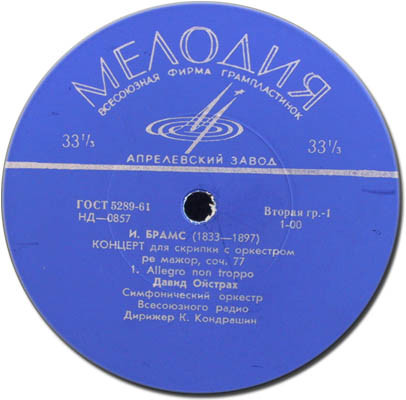 МЕЛОДИЯ
ВСЕСОЮЗНАЯ ФИРМА ГРАМПЛАСТИНОК
33⅓ 33⅓
АПРЕЛЕВСКИЙ ЗАВОД
ГОСТ 5289-61 Вторая гр.-1
НД—0857 1-00
И. БРАМС (1833—1897)
КОНЦЕРТ для скрипки с оркестром
ре мажор, соч. 77
1. Allegro non troppo
Давид Ойстрах
Симфонический оркестр
Всесоюзного радио
Дирижер К. Кондрашин